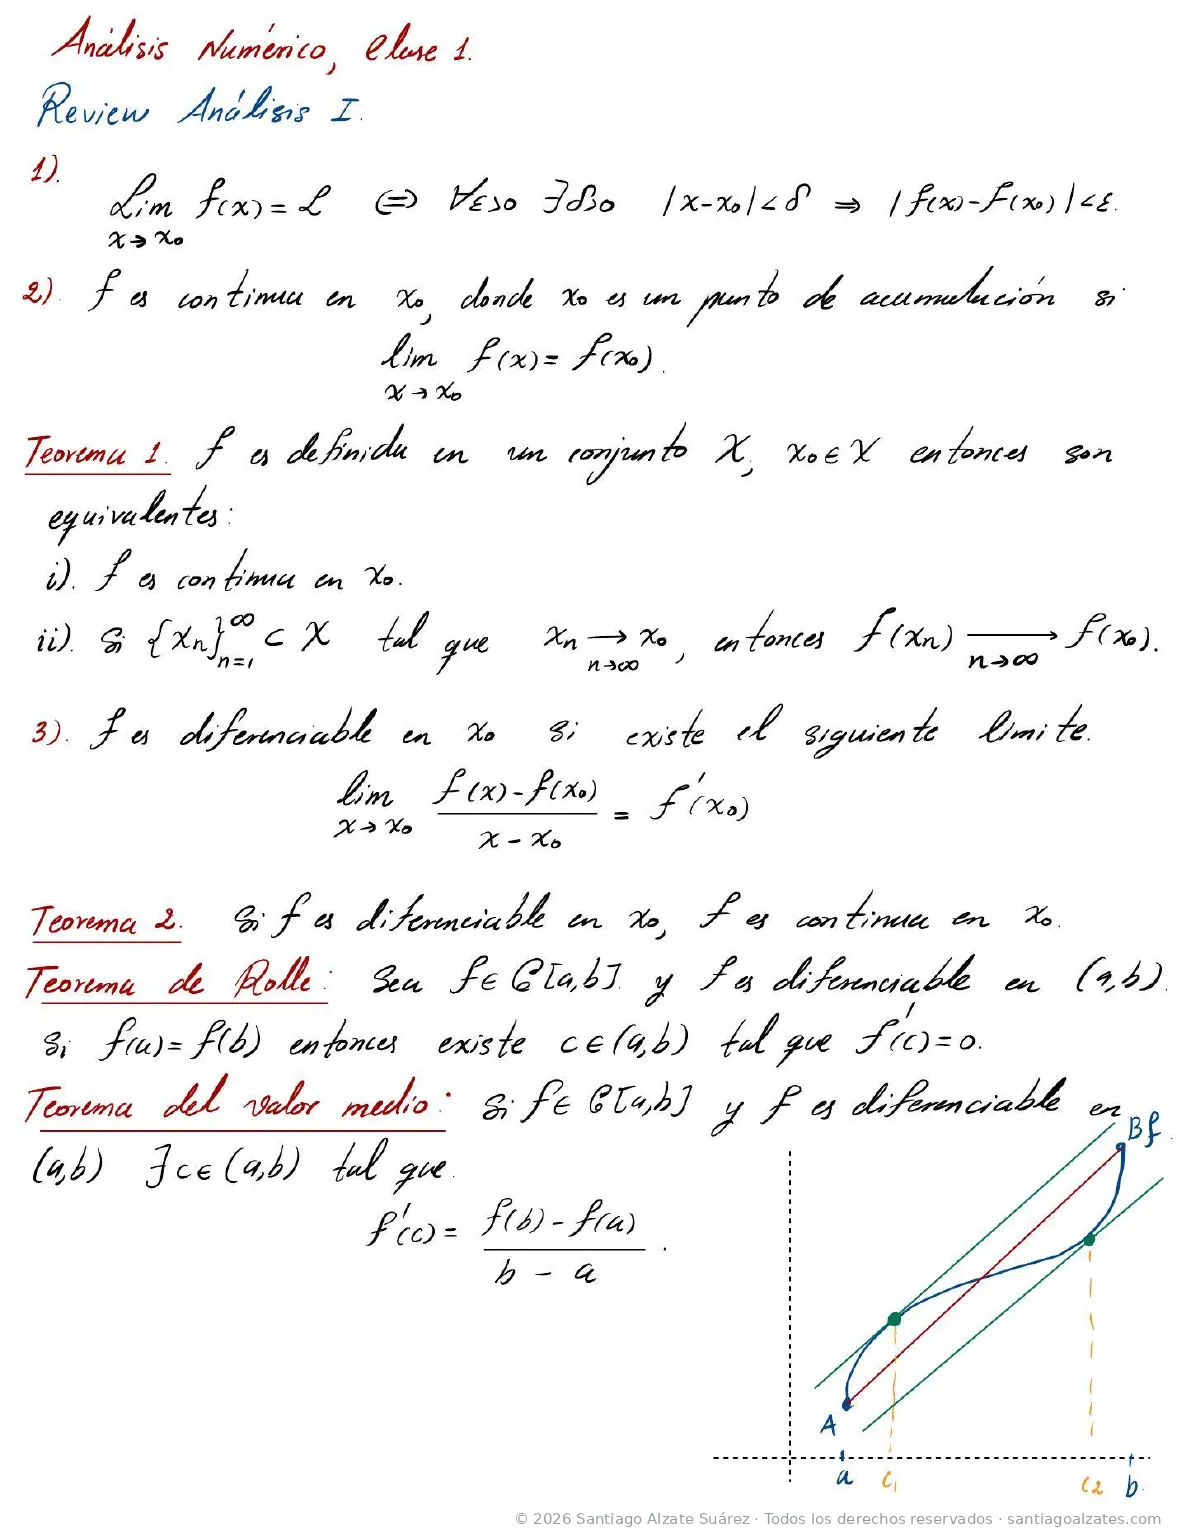 Análisis Numérico, Clase 1.
Review Análisis I.
1).
Lim f(x) = L ⇔ ∀ε>0 ∃δ>0 |x-x₀|<δ ⇒ |f(x)-f(x₀)|<ε.
x→x₀
2). f es continua en x₀, donde x₀ es un punto de acumulación si
lim f(x) = f(x₀).
x→x₀
Teorema 1. f es definida en un conjunto X, x₀∈X entonces son
equivalentes:
i). f es continua en x₀.
ii). Si {xₙ}ₙ₌₁^∞ ⊂ X tal que xₙ → x₀, entonces f(xₙ) → f(x₀).
n→∞ n→∞
3). f es diferenciable en x₀ si existe el siguiente límite.
lim f(x)-f(x₀) = f'(x₀)
x→x₀ x - x₀
Teorema 2. Si f es diferenciable en x₀, f es continua en x₀.
Teorema de Rolle: Sea f∈C[a,b]. y f es diferenciable en (a,b).
Si f(a)=f(b) entonces existe c∈(a,b) tal que f'(c)=0.
Teorema del valor medio: Si f∈C[a,b] y f es diferenciable en
(a,b) ∃c∈(a,b) tal que.
f'(c) = f(b)-f(a)
b - a .
B f.
A
a c₁ c₂ b
© 2026 Santiago Alzate Suárez · Todos los derechos reservados · santiagoalzates.com